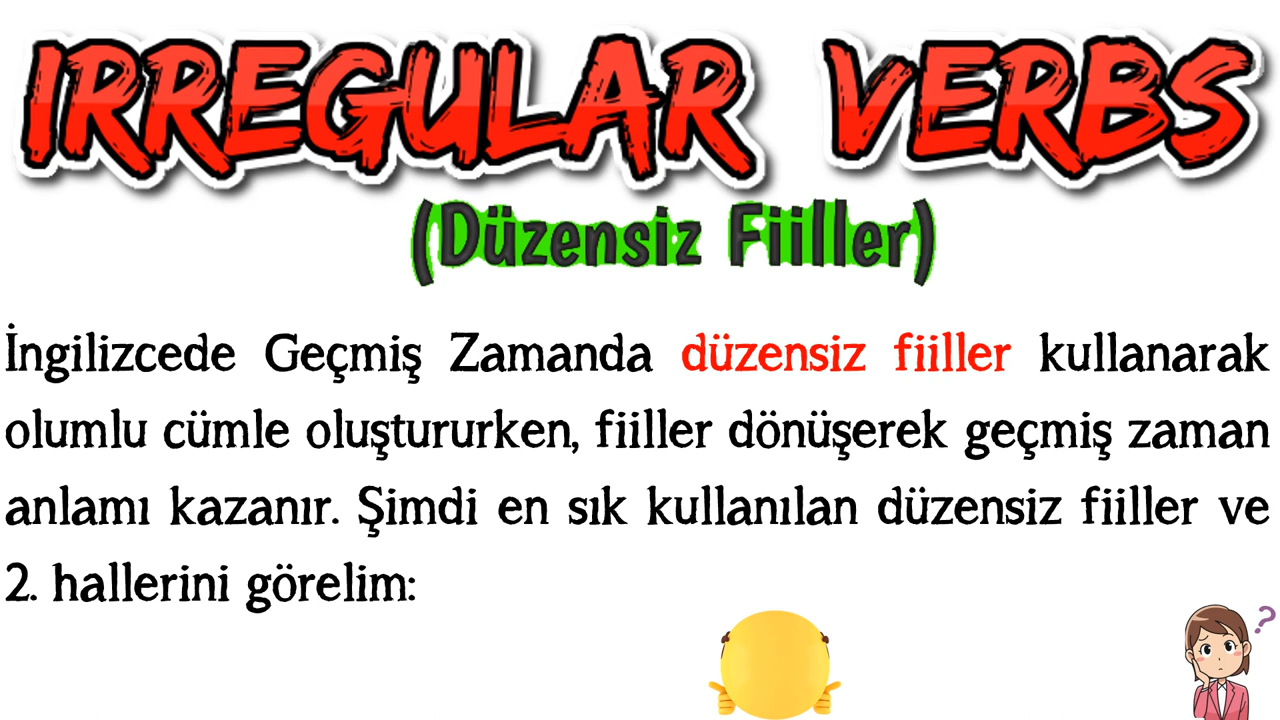 IRREGULAR VERBS
(Düzensiz Fiiller)
İngilizcede Geçmiş Zamanda düzensiz fiiller kullanarak
olumlu cümle oluştururken, fiiller dönüşerek geçmiş zaman
anlamı kazanır. Şimdi en sık kullanılan düzensiz fiiller ve
2. hallerini görelim:
?